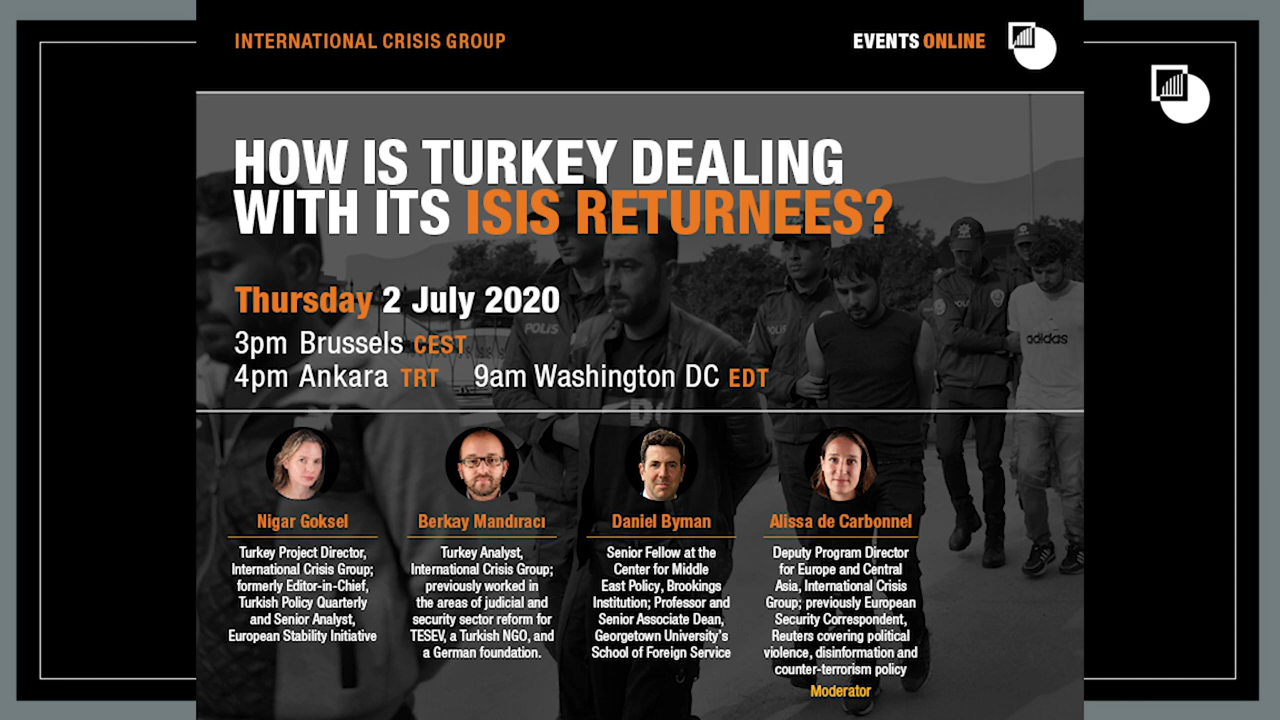 INTERNATIONAL CRISIS GROUP
EVENTS ONLINE
HOW IS TURKEY DEALING
WITH ITS ISIS RETURNEES?
Thursday 2 July 2020
3pm Brussels CEST
4pm Ankara TRT 9am Washington DC EDT
POLIS
POLIS
POLIS
adidas
Nigar Goksel
Turkey Project Director,
International Crisis Group;
formerly Editor-in-Chief,
Turkish Policy Quarterly
and Senior Analyst,
European Stability Initiative
Berkay Mandıracı
Turkey Analyst,
International Crisis Group;
previously worked in
the areas of judicial and
security sector reform for
TESEV, a Turkish NGO, and
a German foundation.
Daniel Byman
Senior Fellow at the
Center for Middle
East Policy, Brookings
Institution; Professor and
Senior Associate Dean,
Georgetown University's
School of Foreign Service
Alissa de Carbonnel
Deputy Program Director
for Europe and Central
Asia, International Crisis
Group; previously European
Security Correspondent,
Reuters covering political
violence, disinformation and
counter-terrorism policy
Moderator